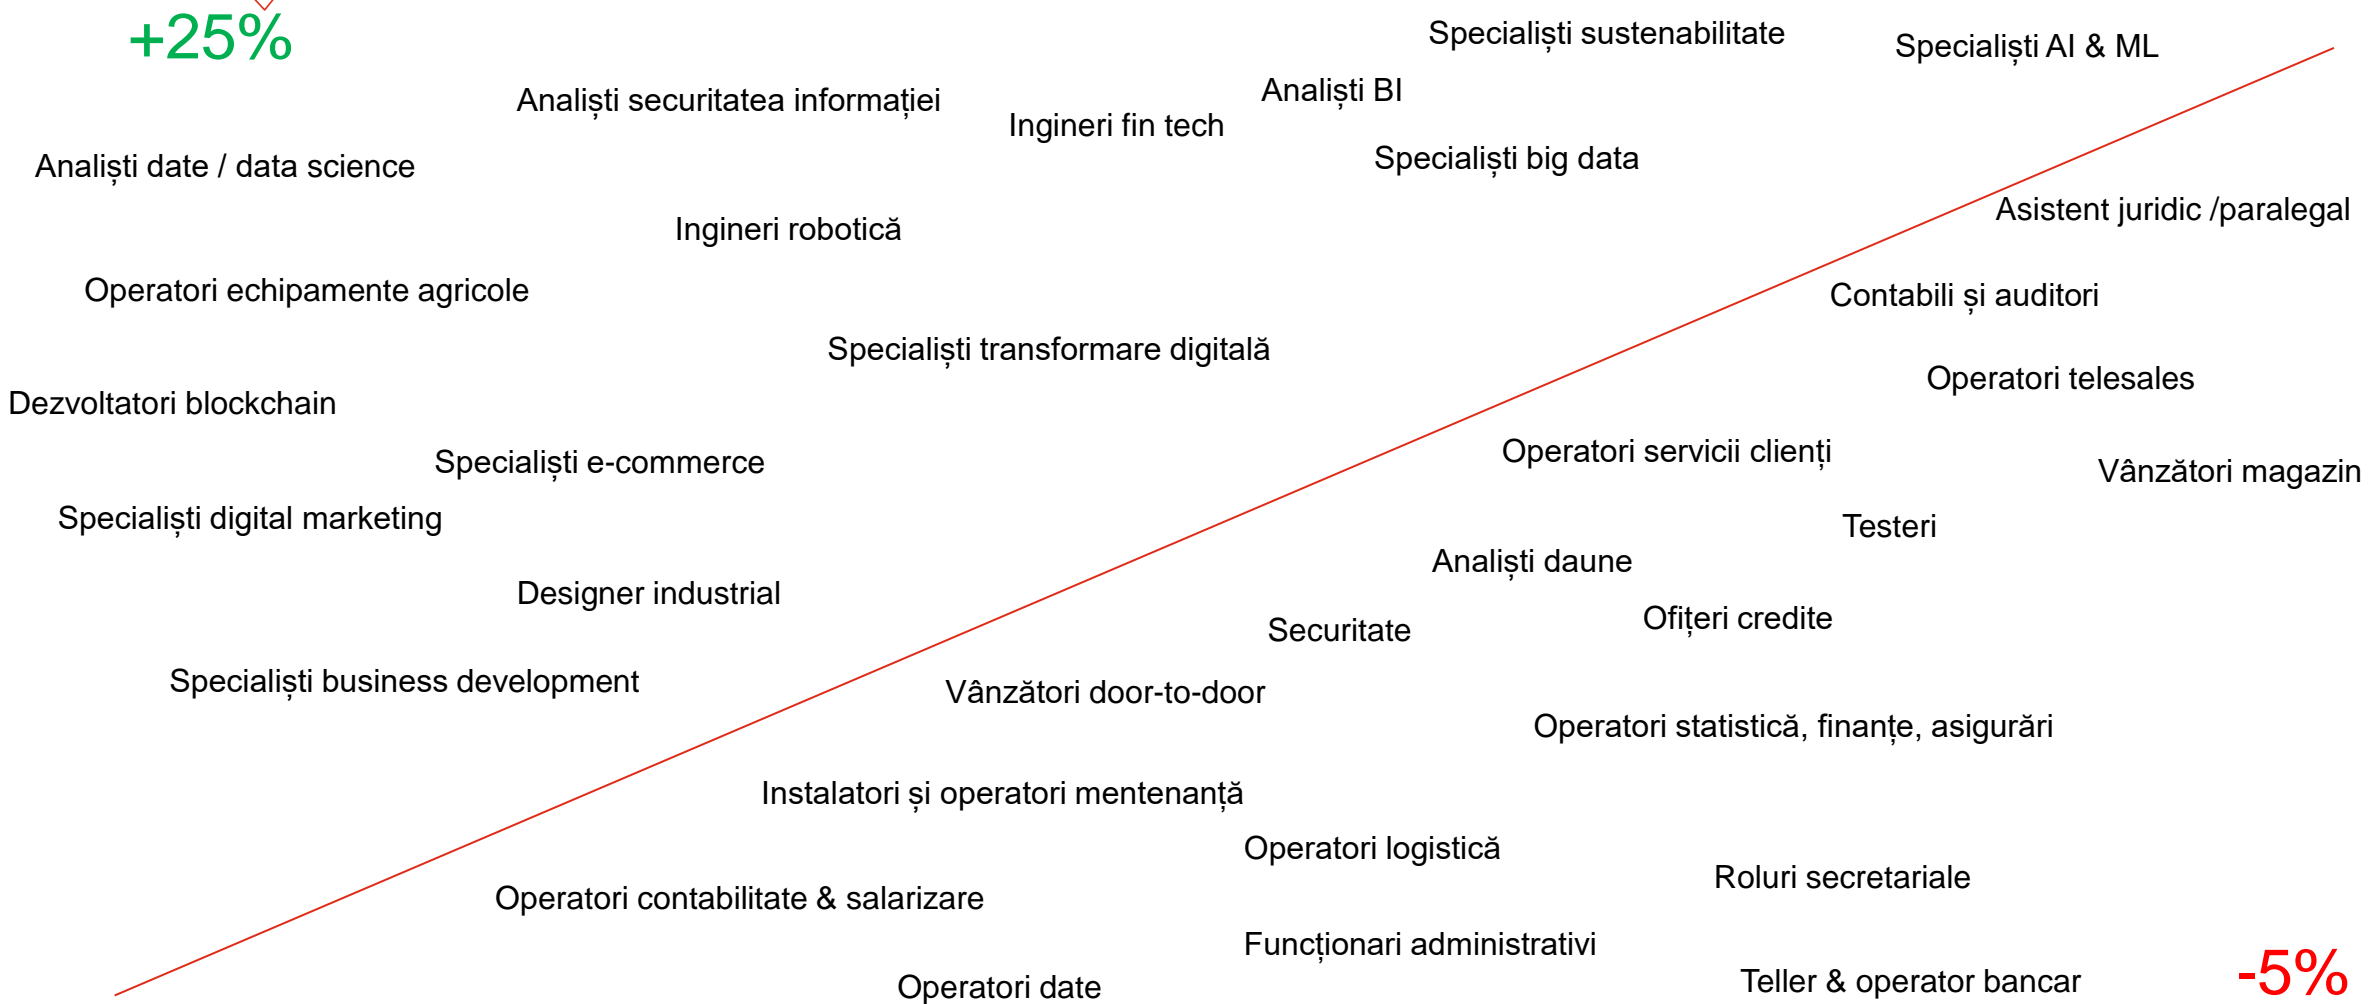 +25%
Specialiști sustenabilitate
Specialiști AI & ML
Analiști securitatea informației
Analiști BI
Ingineri fin tech
Analiști date / data science
Specialiști big data
Asistent juridic /paralegal
Ingineri robotică
Operatori echipamente agricole
Contabili și auditori
Specialiști transformare digitală
Operatori telesales
Dezvoltatori blockchain
Specialiști e-commerce
Operatori servicii clienți
Vânzători magazin
Specialiști digital marketing
Testeri
Analiști daune
Designer industrial
Securitate
Ofițeri credite
Specialiști business development
Vânzători door-to-door
Operatori statistică, finanțe, asigurări
Instalatori și operatori mentenanță
Operatori logistică
Roluri secretariale
Operatori contabilitate & salarizare
Funcționari administrativi
Operatori date
Teller & operator bancar
-5%